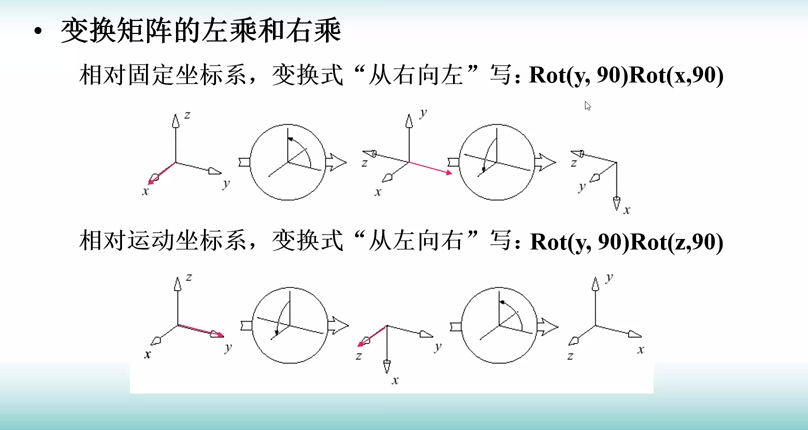 • 变换矩阵的左乘和右乘
相对固定坐标系，变换式“从右向左”写：Rot(y, 90)Rot(x,90)
z
y
x
y
z
x
z
y
x
相对运动坐标系，变换式“从左向右”写：Rot(y, 90)Rot(z,90)
z
y
x
z
y
x
y
z
x